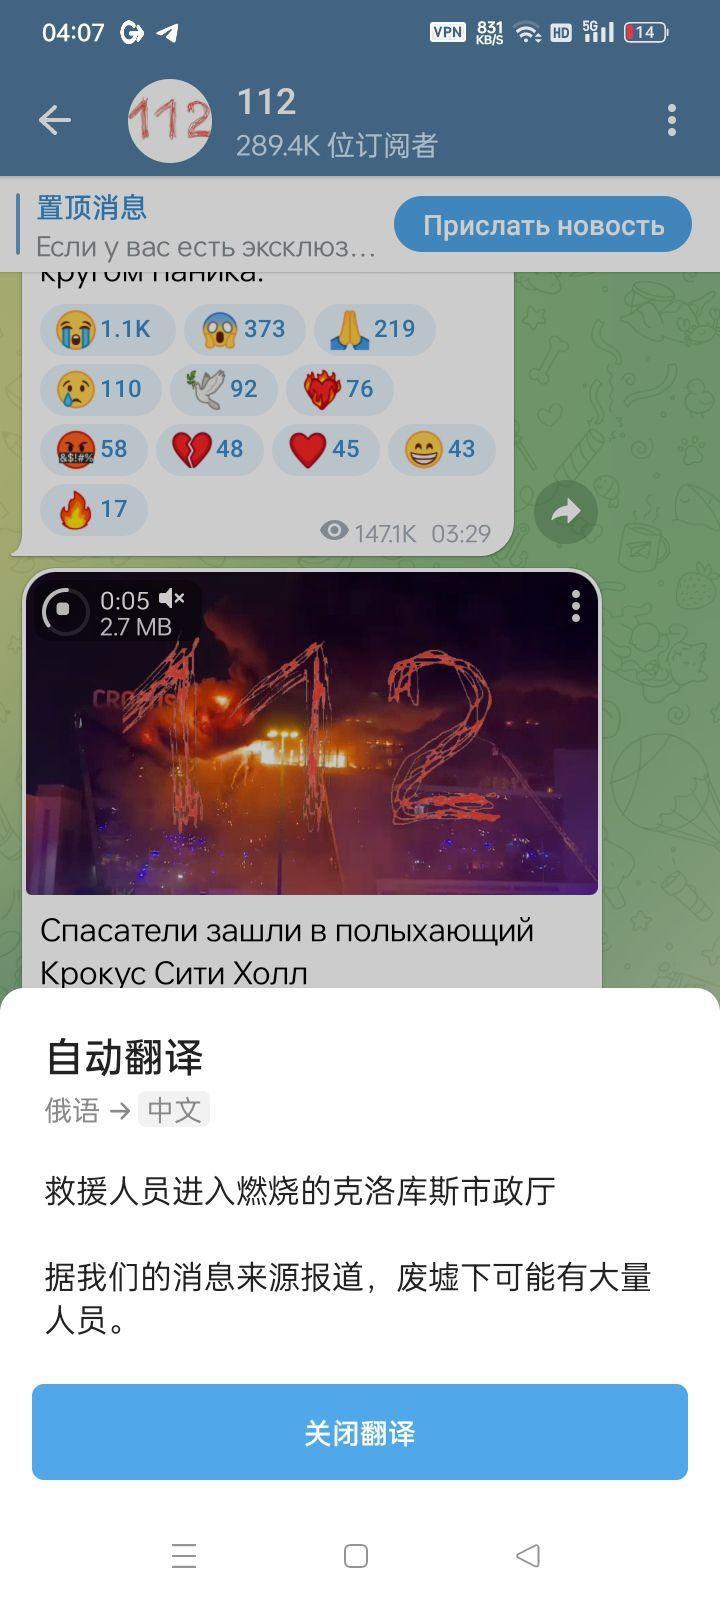 04:07
VPN 831 KB/S HD 5G 14
112
112
289.4K 位订阅者
置顶消息
Если у вас есть эксклюз...
Прислать новость
кругом паника.
1.1K 373 219
110 92 76
&$!#%
58 48 45 43
17
147.1K 03:29
0:05
2.7 MB
CROCUS
112
Спасатели зашли в полыхающий
Крокус Сити Холл
自动翻译
俄语 → 中文
救援人员进入燃烧的克洛库斯市政厅
据我们的消息来源报道，废墟下可能有大量
人员。
关闭翻译